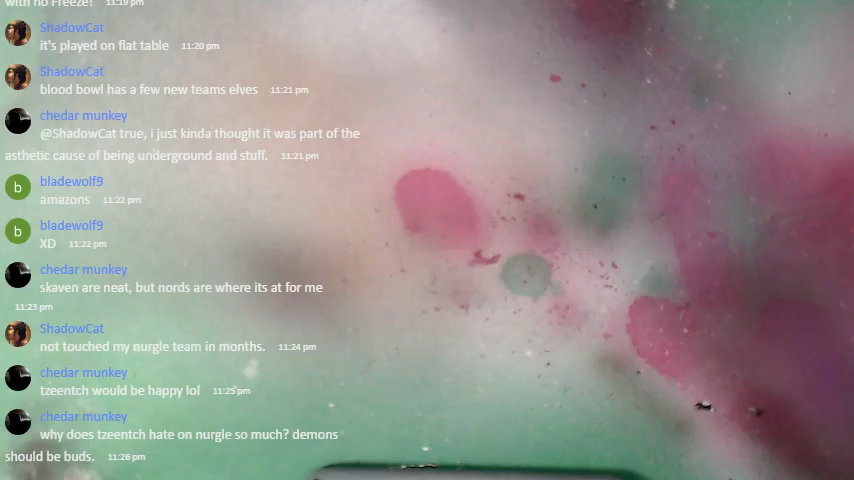 with no Freeze! 11:19 pm
ShadowCat
it's played on flat table 11:20 pm
ShadowCat
blood bowl has a few new teams elves 11:21 pm
chedar munkey
@ShadowCat true, i just kinda thought it was part of the
asthetic cause of being underground and stuff. 11:21 pm
b bladewolf9
amazons 11:22 pm
b bladewolf9
XD 11:22 pm
chedar munkey
skaven are neat, but nords are where its at for me
11:23 pm
ShadowCat
not touched my nurgle team in months. 11:24 pm
chedar munkey
tzeentch would be happy lol 11:25 pm
chedar munkey
why does tzeentch hate on nurgle so much? demons
should be buds. 11:26 pm